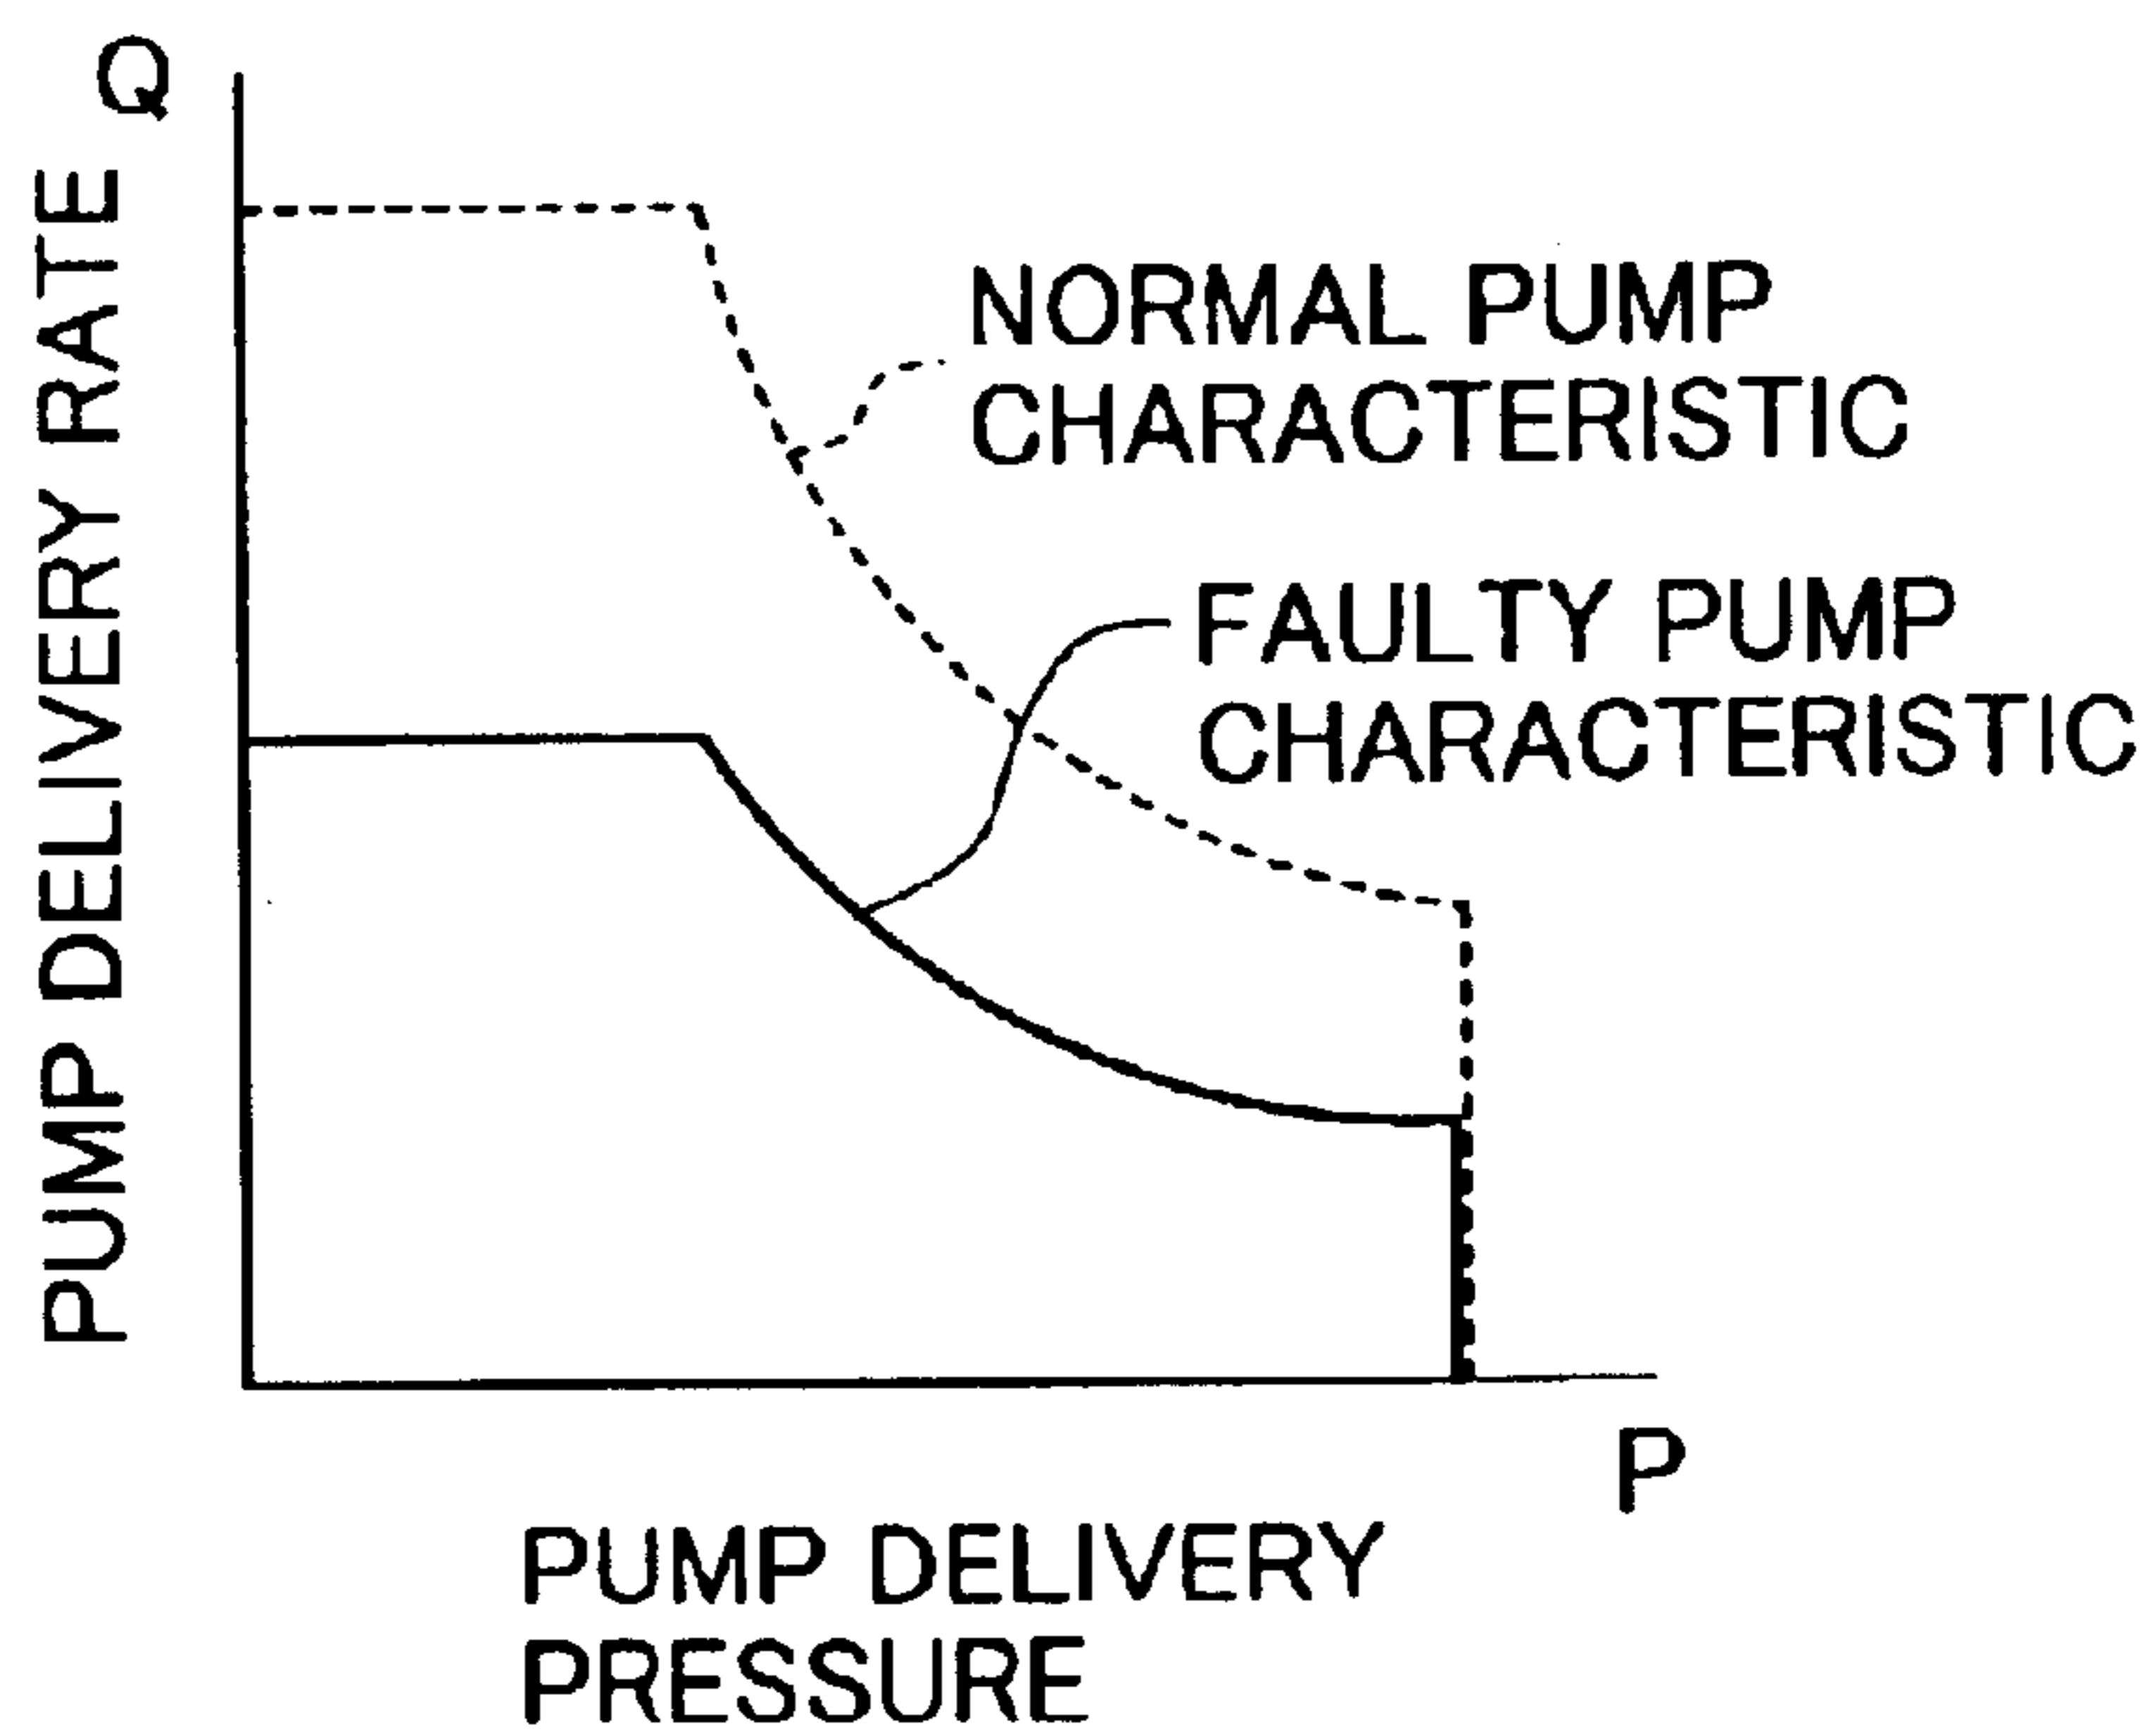 PUMP DELIVERY RATE Q
NORMAL PUMP
CHARACTERISTIC
FAULTY PUMP
CHARACTERISTIC
P
PUMP DELIVERY
PRESSURE